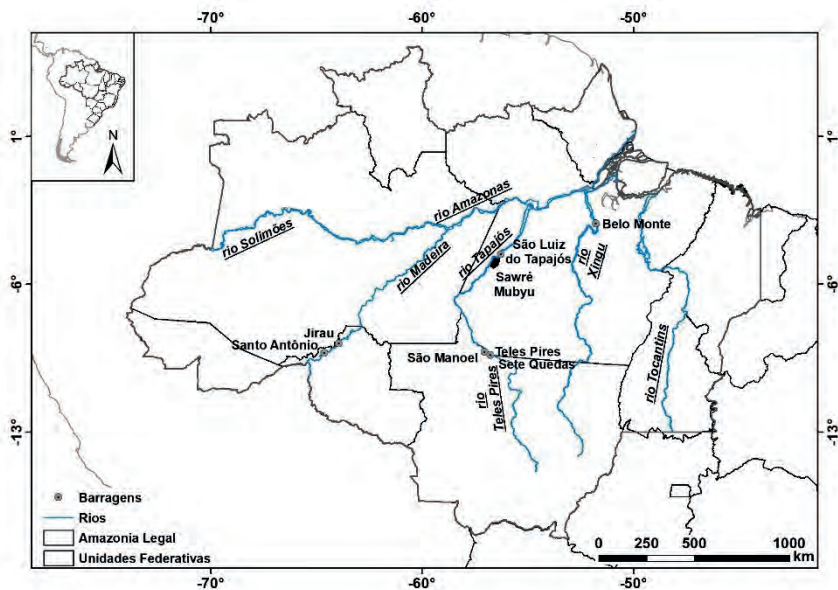 -70°
-60°
-50°
N
1°
1°
rio Amazonas
Belo Monte
rio Solimões
rio Tapajós
São Luiz
do Tapajós
rio Madeira
rio
Xingu
Sawré
Mubyu
-6°
-6°
Jirau
Santo Antônio
São Manoel
Teles Pires
Sete Quedas
rio
Teles Pires
rio Tocantins
-13°
-13°
Barragens
Rios
Amazonia Legal
Unidades Federativas
0 250 500 1000
km
-70°
-60°
-50°